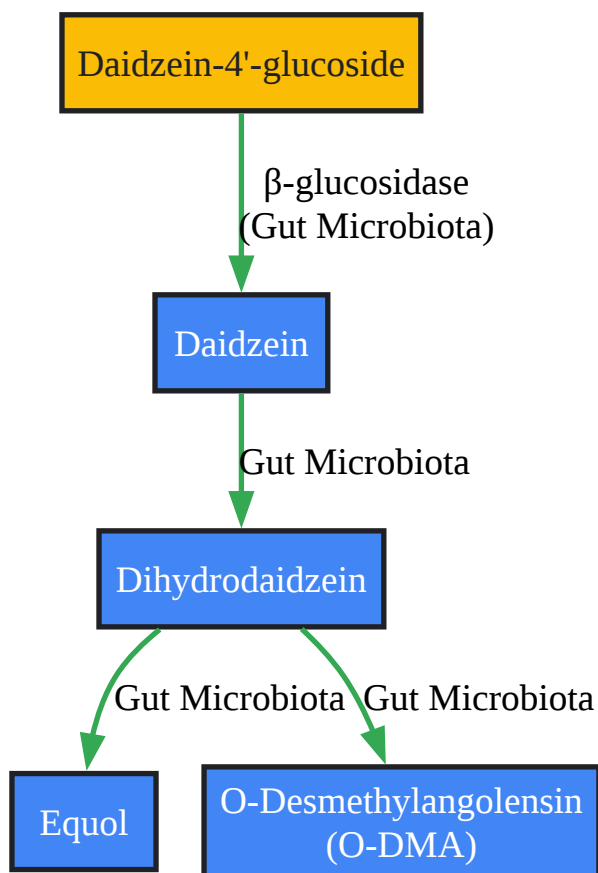 Daidzein-4'-glucoside
β-glucosidase
(Gut Microbiota)
Daidzein
Gut Microbiota
Dihydrodaidzein
Gut Microbiota
Gut Microbiota
Equol
O-Desmethylangolensin
(O-DMA)